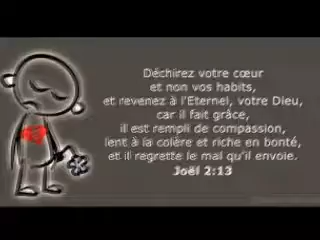 Déchirez votre cœur
et non vos habits,
et revenez à l'Eternel, votre Dieu,
car il fait grâce,
il est rempli de compassion,
lent à la colère et riche en bonté,
et il regrette le mal qu'il envoie.
Joël 2:13